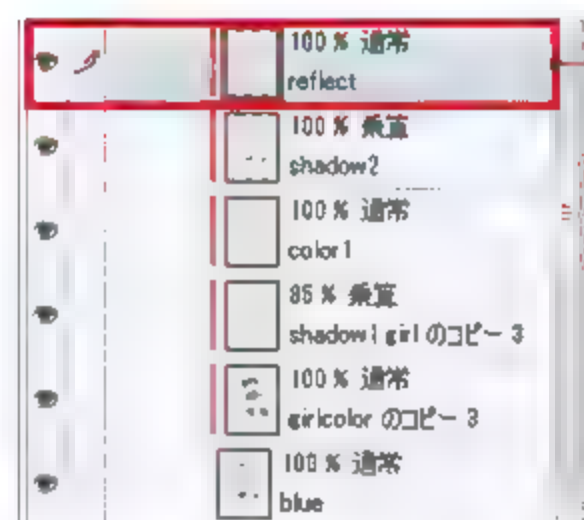 100 % 通常
reflect
100 % 乗算
shadow2
100 % 通常
color1
85 % 乗算
shadow1 girl のコピー 3
100 % 通常
girlcolor のコピー 3
100 % 通常
blue